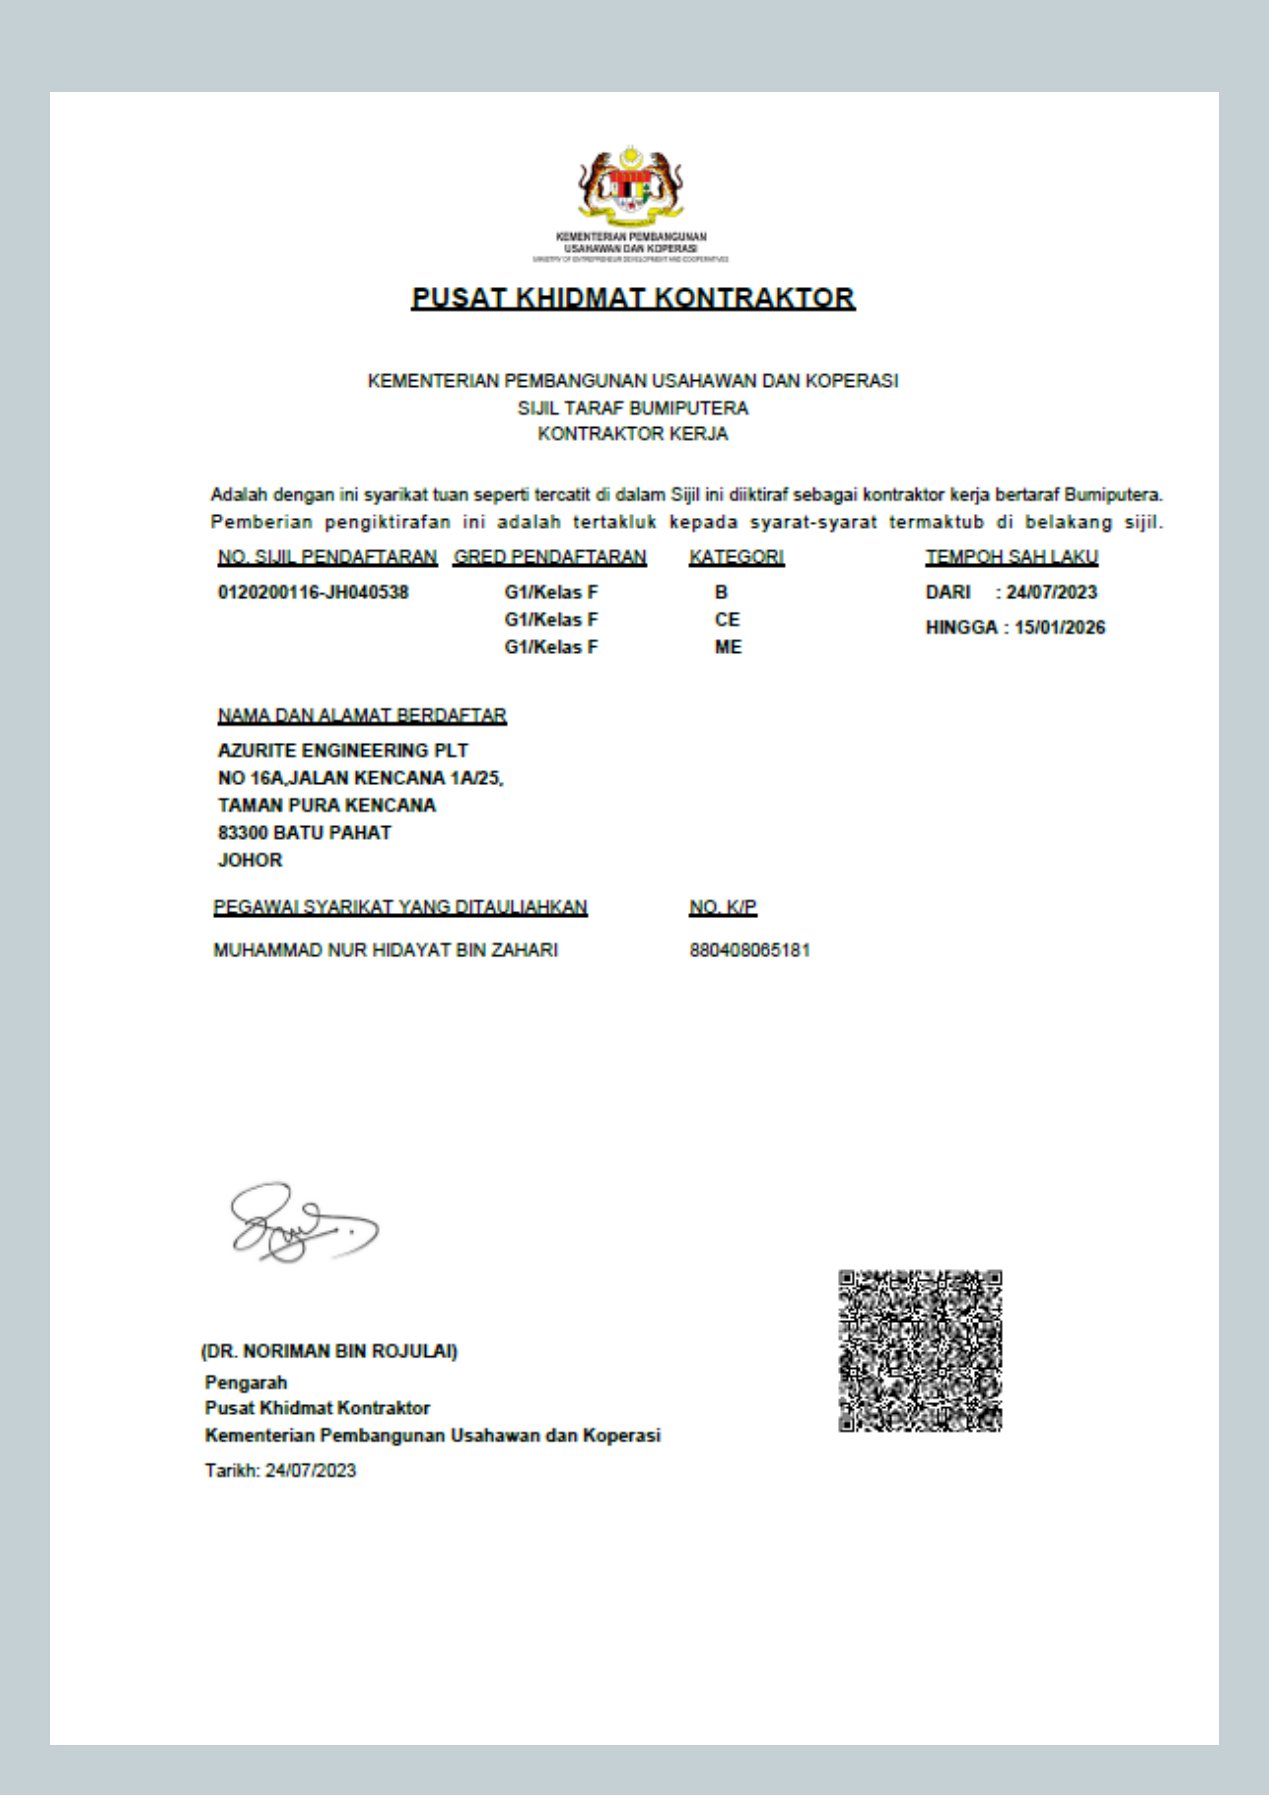 KEMENTERIAN PEMBANGUNAN
USAHAWAN DAN KOPERASI
MINISTRY OF ENTREPRENEUR DEVELOPMENT AND COOPERATIVES
PUSAT KHIDMAT KONTRAKTOR
KEMENTERIAN PEMBANGUNAN USAHAWAN DAN KOPERASI
SIJIL TARAF BUMIPUTERA
KONTRAKTOR KERJA
Adalah dengan ini syarikat tuan seperti tercatit di dalam Sijil ini diiktiraf sebagai kontraktor kerja bertaraf Bumiputera.
Pemberian pengiktirafan ini adalah tertakluk kepada syarat-syarat termaktub di belakang sijil.
NO. SIJIL PENDAFTARAN GRED PENDAFTARAN KATEGORI TEMPOH SAH LAKU
0120200116-JH040538 G1/Kelas F B DARI : 24/07/2023
G1/Kelas F CE
HINGGA : 15/01/2026
G1/Kelas F ME
NAMA DAN ALAMAT BERDAFTAR
AZURITE ENGINEERING PLT
NO 16A,JALAN KENCANA 1A/25,
TAMAN PURA KENCANA
83300 BATU PAHAT
JOHOR
PEGAWAI SYARIKAT YANG DITAULIAHKAN NO. K/P
MUHAMMAD NUR HIDAYAT BIN ZAHARI 880408065181
(DR. NORIMAN BIN ROJULAI)
Pengarah
Pusat Khidmat Kontraktor
Kementerian Pembangunan Usahawan dan Koperasi
Tarikh: 24/07/2023